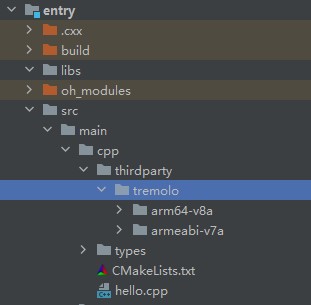 entry
.cxx
build
libs
oh_modules
src
main
cpp
thirdparty
tremolo
arm64-v8a
armeabi-v7a
types
CMakeLists.txt
hello.cpp